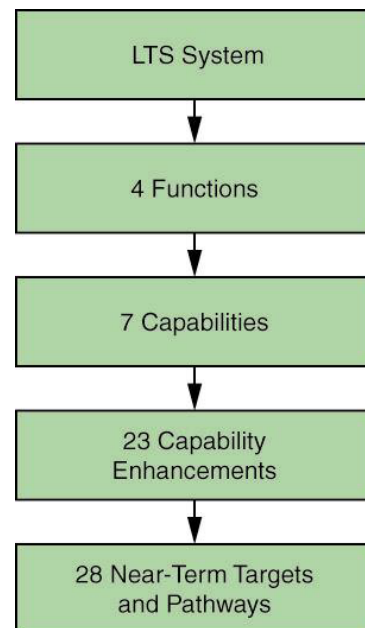 LTS System
4 Functions
7 Capabilities
23 Capability
Enhancements
28 Near-Term Targets
and Pathways